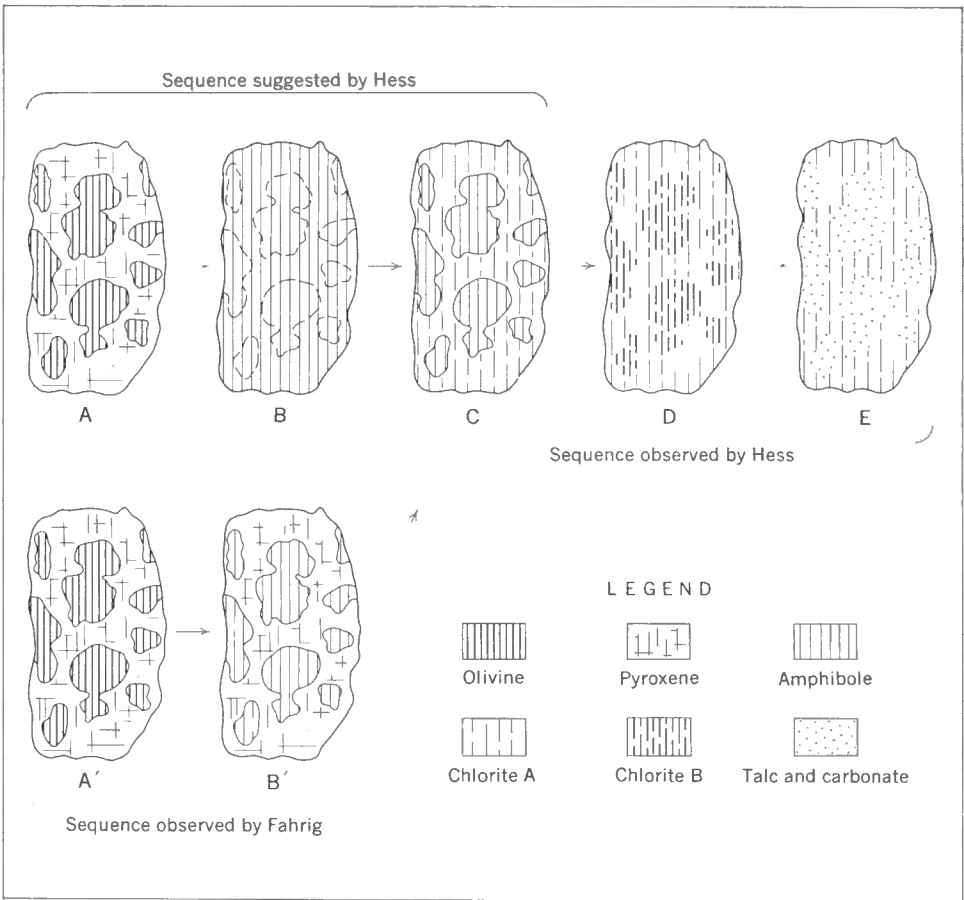 Sequence suggested by Hess
A B C D E
Sequence observed by Hess
A′ B′
Sequence observed by Fahrig
LEGEND
Olivine Pyroxene Amphibole
Chlorite A Chlorite B Talc and carbonate